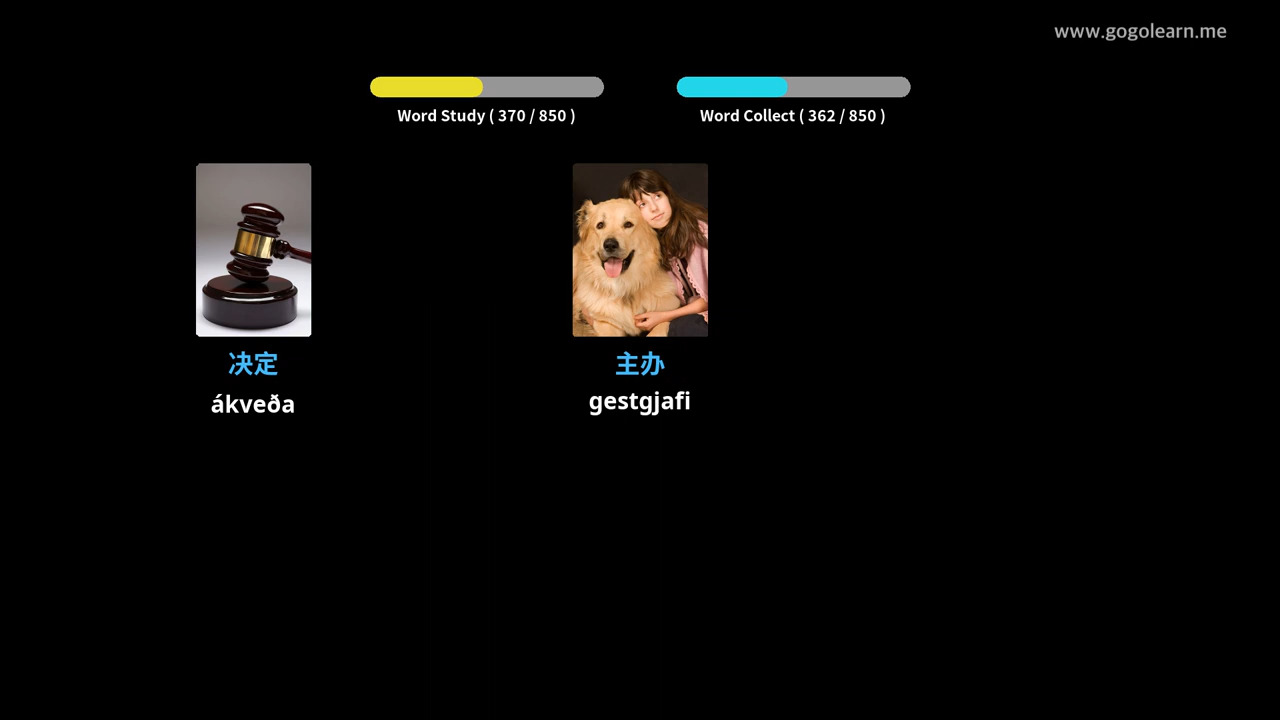 www.gogolearn.me
Word Study ( 370 / 850 )
Word Collect ( 362 / 850 )
决定
ákveða
主办
gestgjafi